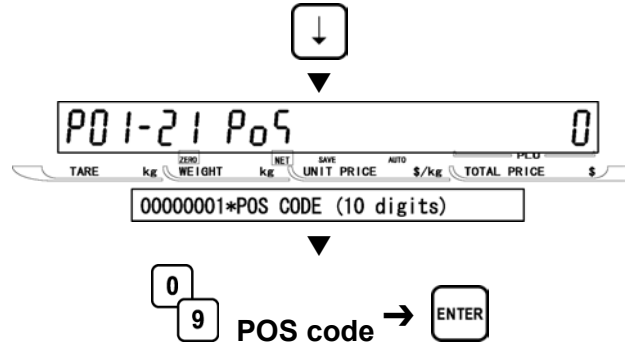 ↓
P01-21 PoS 0
ZERO NET SAVE AUTO PLU
TARE kg WEIGHT kg UNIT PRICE $/kg TOTAL PRICE $
00000001*POS CODE (10 digits)
0
9 POS code → ENTER